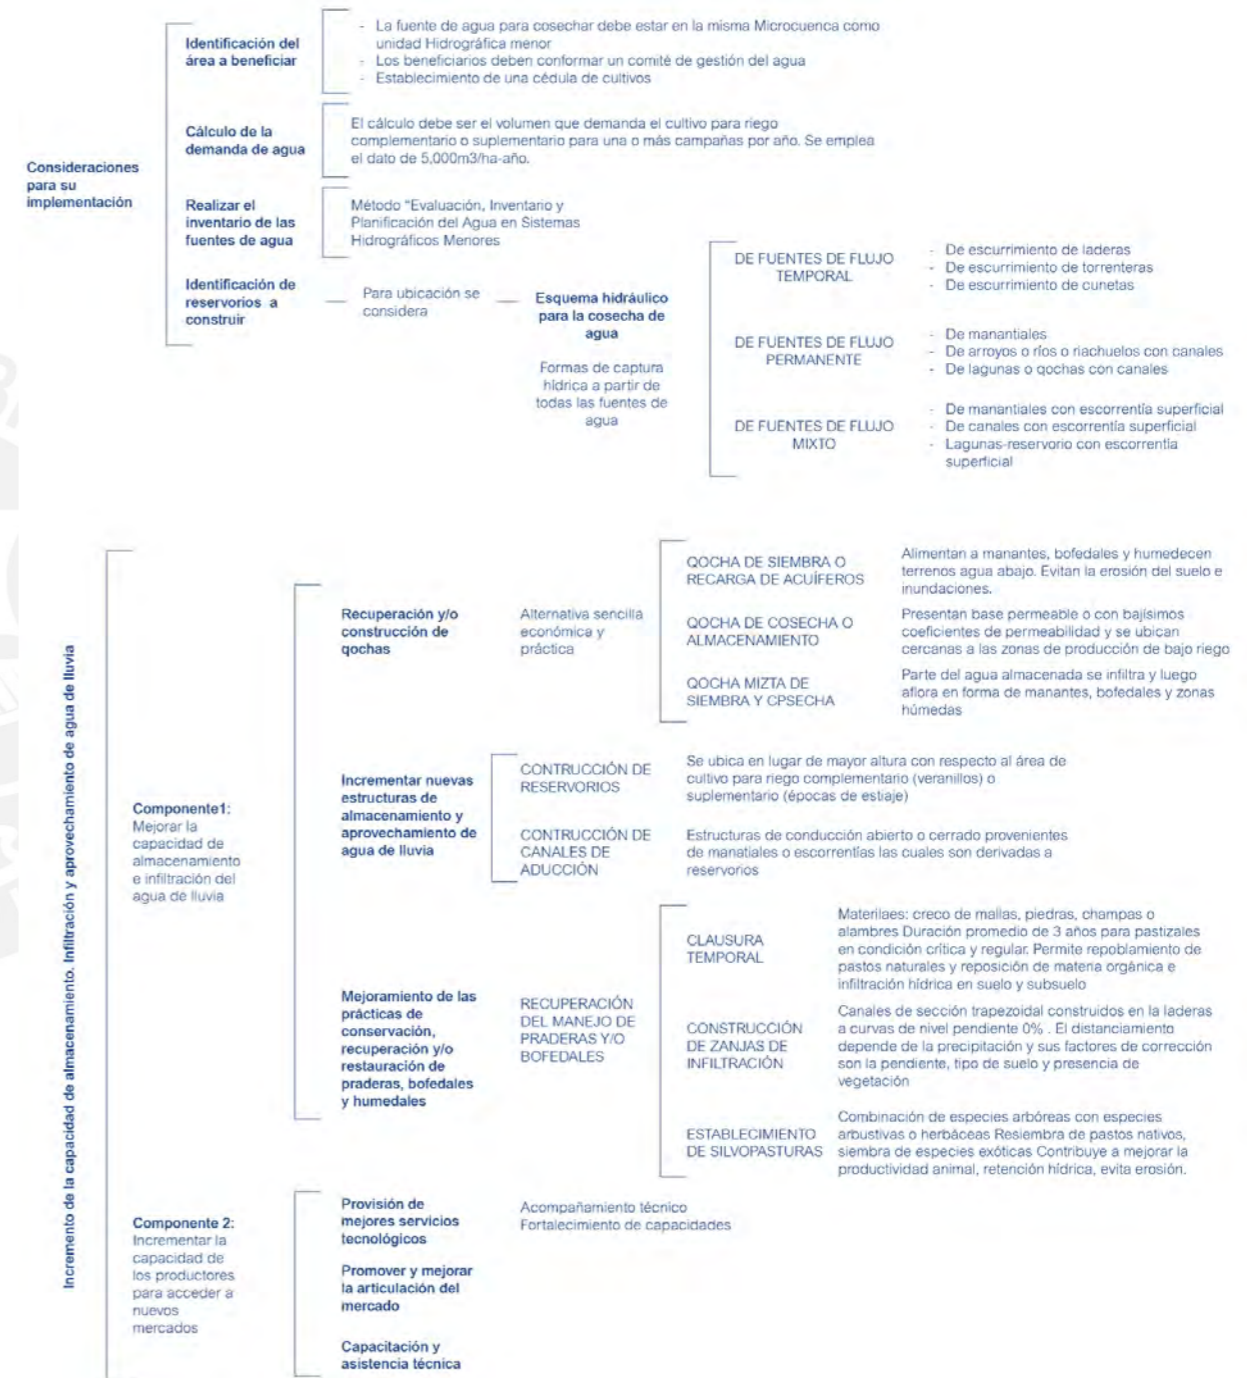 Consideraciones
para su
implementación
Identificación del
área a beneficiar
- La fuente de agua para cosechar debe estar en la misma Microcuenca como
unidad Hidrográfica menor
- Los beneficiarios deben conformar un comité de gestión del agua
- Establecimiento de una cédula de cultivos
Cálculo de la
demanda de agua
El cálculo debe ser el volumen que demanda el cultivo para riego
complementario o suplementario para una o más campañas por año. Se emplea
el dato de 5,000m3/ha-año.
Realizar el
inventario de las
fuentes de agua
Método "Evaluación, Inventario y
Planificación del Agua en Sistemas
Hidrográficos Menores
Identificación de
reservorios a
construir
Para ubicación se
considera
Esquema hidráulico
para la cosecha de
agua
Formas de captura
hídrica a partir de
todas las fuentes de
agua
DE FUENTES DE FLUJO
TEMPORAL
- De escurrimiento de laderas
- De escurrimiento de torrenteras
- De escurrimiento de cunetas
DE FUENTES DE FLUJO
PERMANENTE
- De manantiales
- De arroyos o ríos o riachuelos con canales
- De lagunas o qochas con canales
DE FUENTES DE FLUJO
MIXTO
- De manantiales con escorrentía superficial
- De canales con escorrentía superficial
- Lagunas-reservorio con escorrentía
superficial
Incremento de la capacidad de almacenamiento. Infiltración y aprovechamiento de agua de lluvia
Componente1:
Mejorar la
capacidad de
almacenamiento
e infiltración del
agua de lluvia
Recuperación y/o
construcción de
qochas
Alternativa sencilla
económica y
práctica
QOCHA DE SIEMBRA O
RECARGA DE ACUÍFEROS
Alimentan a manantes, bofedales y humedecen
terrenos agua abajo. Evitan la erosión del suelo e
inundaciones.
QOCHA DE COSECHA O
ALMACENAMIENTO
Presentan base permeable o con bajísimos
coeficientes de permeabilidad y se ubican
cercanas a las zonas de producción de bajo riego
QOCHA MIZTA DE
SIEMBRA Y CPSECHA
Parte del agua almacenada se infiltra y luego
aflora en forma de manantes, bofedales y zonas
húmedas
Incrementar nuevas
estructuras de
almacenamiento y
aprovechamiento de
agua de lluvia
CONTRUCCIÓN DE
RESERVORIOS
Se ubica en lugar de mayor altura con respecto al área de
cultivo para riego complementario (veranillos) o
suplementario (épocas de estiaje)
CONTRUCCIÓN DE
CANALES DE
ADUCCIÓN
Estructuras de conducción abierto o cerrado provenientes
de manatiales o escorrentías las cuales son derivadas a
reservorios
Mejoramiento de las
prácticas de
conservación,
recuperación y/o
restauración de
praderas, bofedales
y humedales
RECUPERACIÓN
DEL MANEJO DE
PRADERAS Y/O
BOFEDALES
CLAUSURA
TEMPORAL
Materilaes: creco de mallas, piedras, champas o
alambres Duración promedio de 3 años para pastizales
en condición crítica y regular. Permite repoblamiento de
pastos naturales y reposición de materia orgánica e
infiltración hídrica en suelo y subsuelo
CONSTRUCCIÓN
DE ZANJAS DE
INFILTRACIÓN
Canales de sección trapezoidal construidos en la laderas
a curvas de nivel pendiente 0% . El distanciamiento
depende de la precipitación y sus factores de corrección
son la pendiente, tipo de suelo y presencia de
vegetación
ESTABLECIMIENTO
DE SILVOPASTURAS
Combinación de especies arbóreas con especies
arbustivas o herbáceas Resiembra de pastos nativos,
siembra de especies exóticas Contribuye a mejorar la
productividad animal, retención hídrica, evita erosión.
Componente 2:
Incrementar la
capacidad de
los productores
para acceder a
nuevos
mercados
Provisión de
mejores servicios
tecnológicos
Acompañamiento técnico
Fortalecimiento de capacidades
Promover y mejorar
la articulación del
mercado
Capacitación y
asistencia técnica